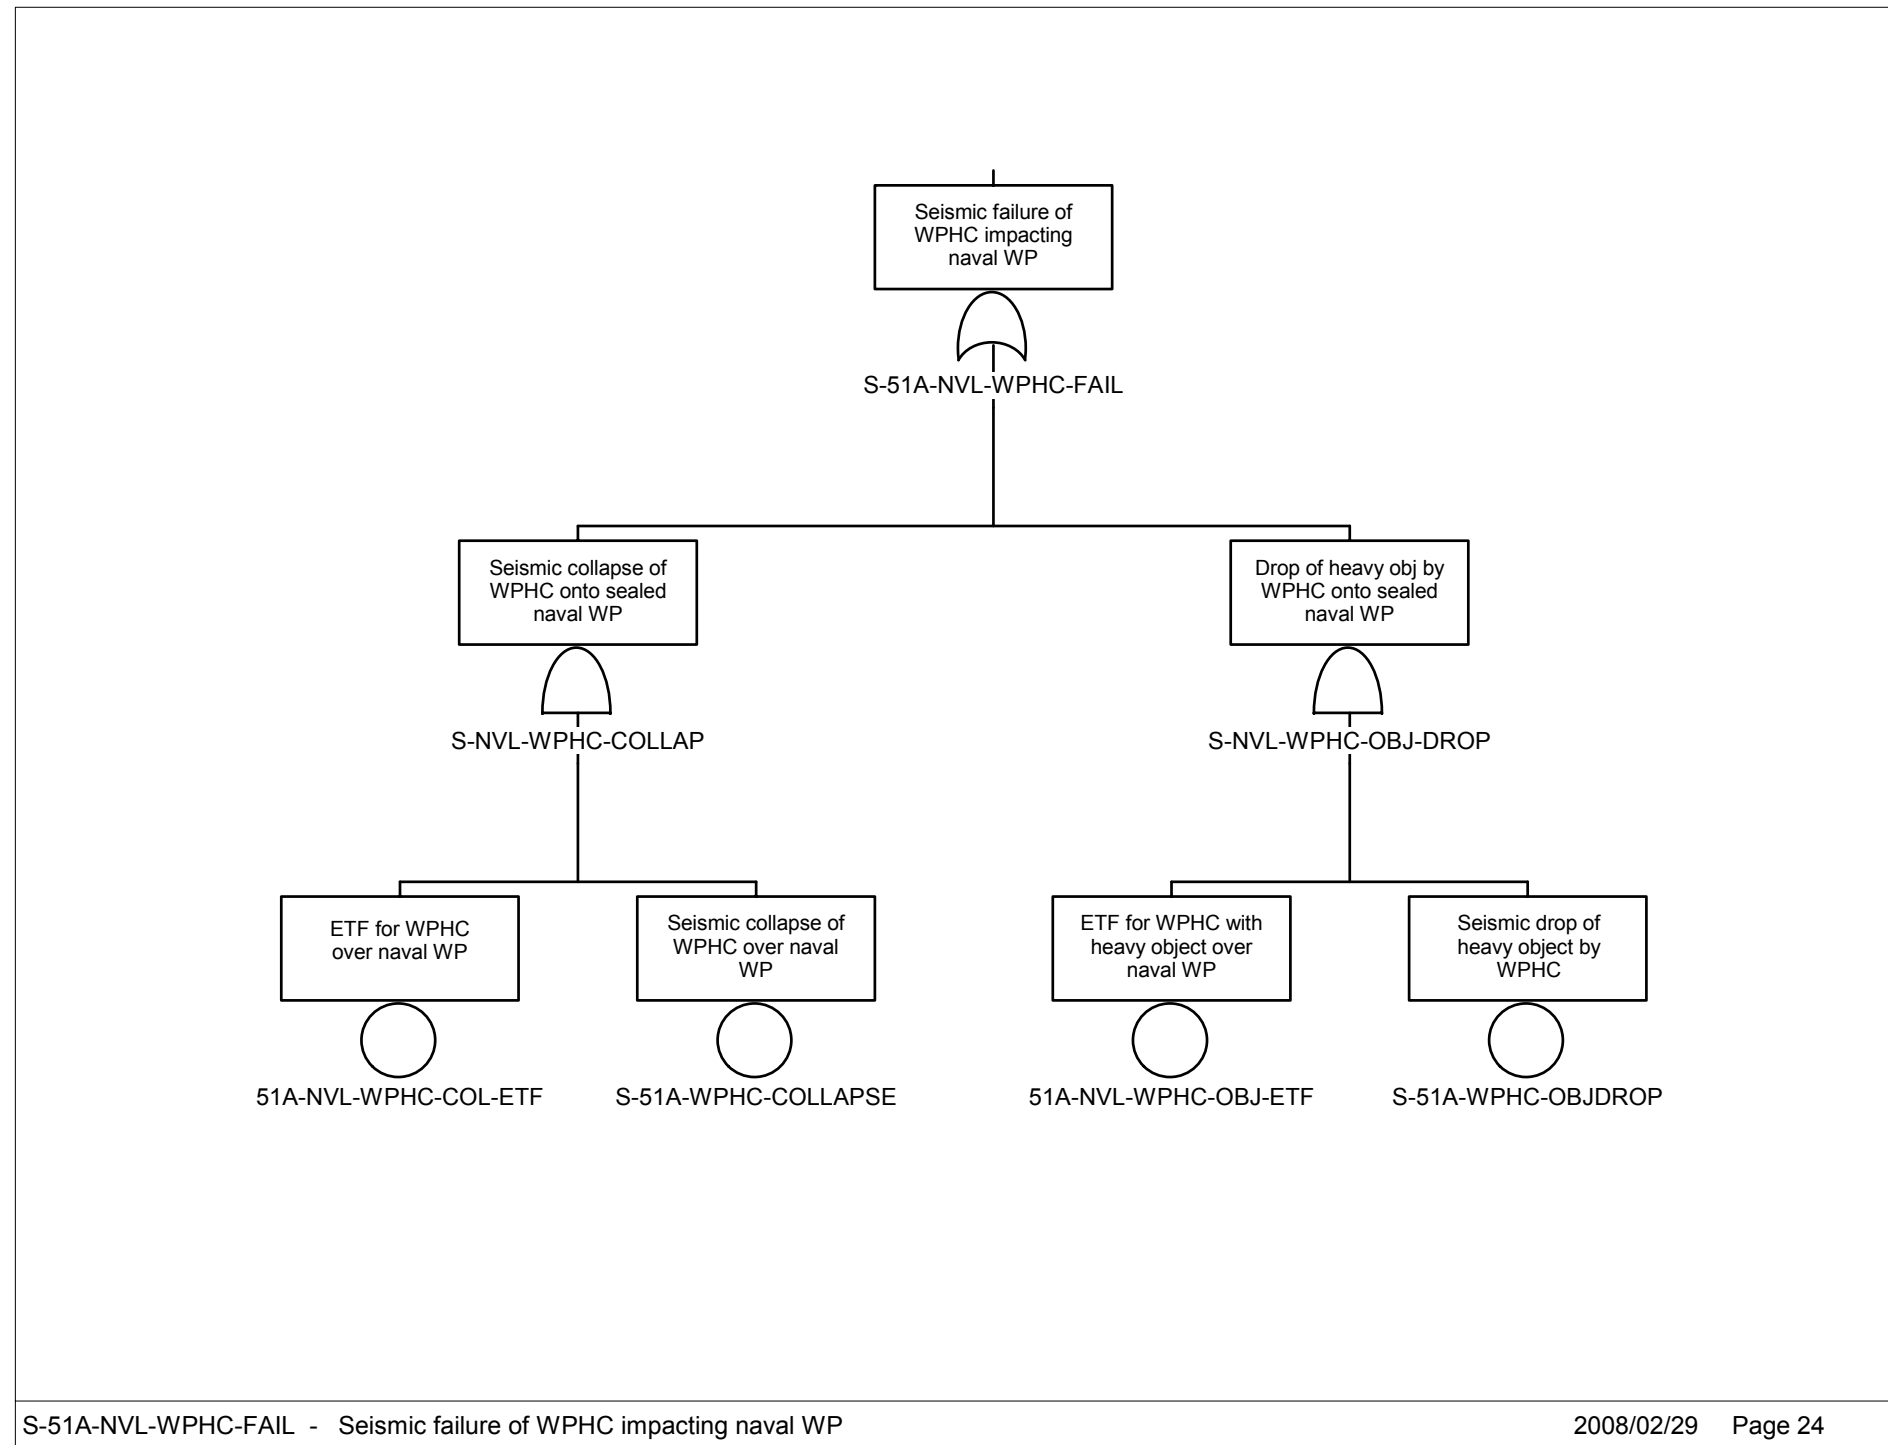 Seismic failure of
WPHC impacting
naval WP
S-51A-NVL-WPHC-FAIL
Seismic collapse of
WPHC onto sealed
naval WP
S-NVL-WPHC-COLLAP
Drop of heavy obj by
WPHC onto sealed
naval WP
S-NVL-WPHC-OBJ-DROP
ETF for WPHC
over naval WP
51A-NVL-WPHC-COL-ETF
Seismic collapse of
WPHC over naval
WP
S-51A-WPHC-COLLAPSE
ETF for WPHC with
heavy object over
naval WP
51A-NVL-WPHC-OBJ-ETF
Seismic drop of
heavy object by
WPHC
S-51A-WPHC-OBJDROP
S-51A-NVL-WPHC-FAIL - Seismic failure of WPHC impacting naval WP
2008/02/29 Page 24